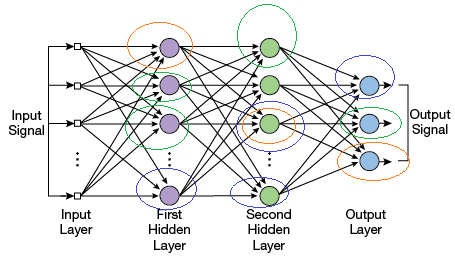 Input
Signal
Output
Signal
Input
Layer
First
Hidden
Layer
Second
Hidden
Layer
Output
Layer